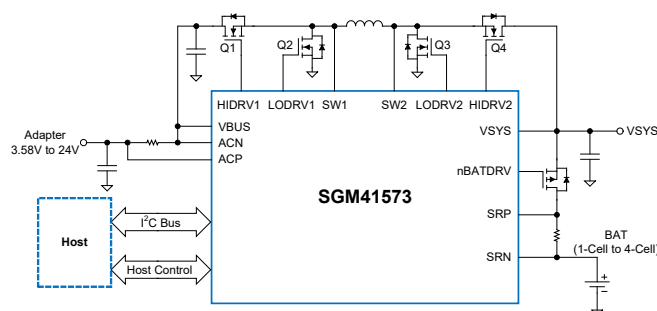 Q1
Q2
Q3
Q4
HIDRV1 LODRV1 SW1 SW2 LODRV2 HIDRV2
Adapter
3.58V to 24V
VBUS
ACN
ACP
VSYS
VSYS
nBATDRV
SGM41573
SRP
SRN
BAT
(1-Cell to 4-Cell)
Host
I²C Bus
Host Control
+
−